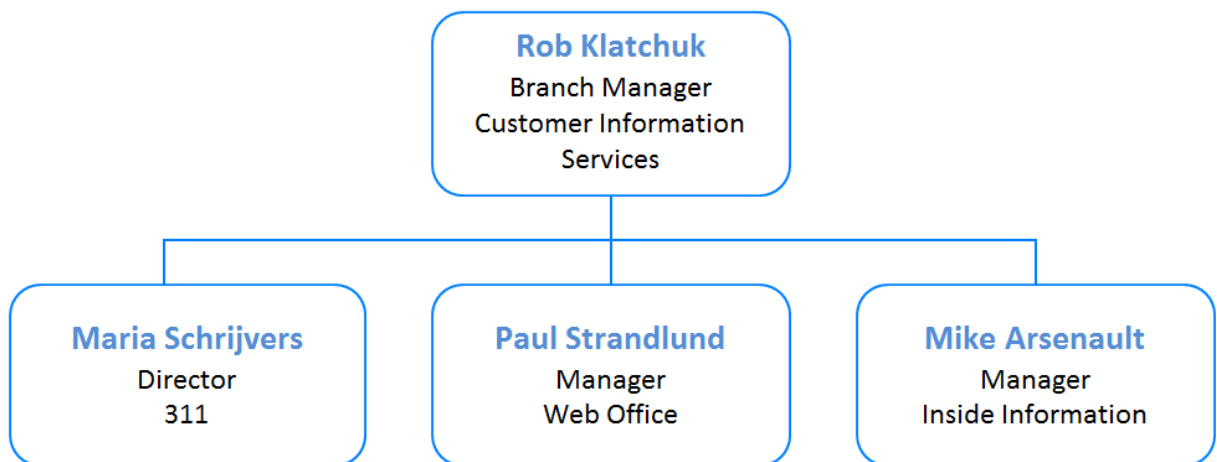 Rob Klatchuk
Branch Manager
Customer Information
Services
Maria Schrijvers
Director
311
Paul Strandlund
Manager
Web Office
Mike Arsenault
Manager
Inside Information